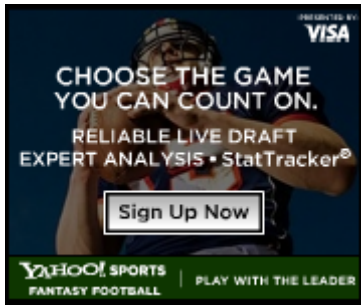 PRESENTED BY
VISA
CHOOSE THE GAME
YOU CAN COUNT ON.
RELIABLE LIVE DRAFT
EXPERT ANALYSIS • StatTracker®
Sign Up Now
YAHOO! SPORTS
FANTASY FOOTBALL
PLAY WITH THE LEADER